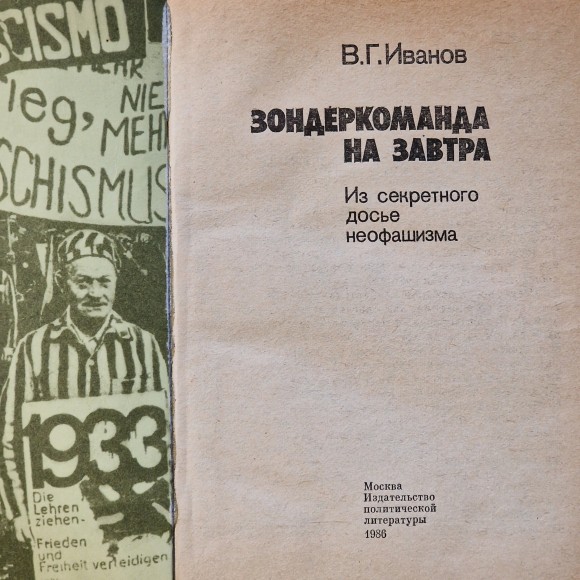 SCISMO
MEHR
ieg, NIE
MEHR
SCHISMUS
1933
Die
Lehren
ziehen-
Frieden
und
Freiheit verteidigen
В.Г.Иванов
ЗОНДЕРКОМАНДА
НА ЗАВТРА
Из секретного
досье
неофашизма
Москва
Издательство
политической
литературы
1986